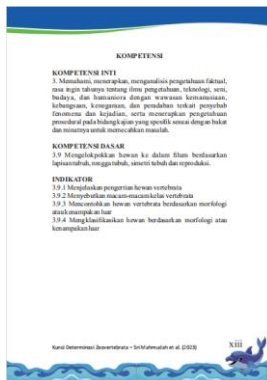 KOMPETENSI
KOMPETENSI INTI
3. Memahami, menerapkan, menganalisis pengetahuan faktual,
rasa ingin tahunya tentang ilmu pengetahuan, teknologi, seni,
budaya, dan humaniora dengan wawasan kemanusiaan,
kebangsaan, kenegaraan, dan peradaban terkait penyebab
fenomena dan kejadian, serta menerapkan pengetahuan
prosedural pada bidang kajian yang spesifik sesuai dengan bakat
dan minatnya untuk memecahkan masalah.
KOMPETENSI DASAR
3.9 Mengelokpokkan hewan ke dalam filum berdasarkan
lapisan tubuh, rongga tubuh, simetri tubuh dan reproduksi.
INDIKATOR
3.9.1 Menjelaskan pengertian hewan vertebrata
3.9.2 Menyebutkan macam-macam kelas vertebrata
3.9.3 Mencontohkan hewan vertebrata berdasarkan morfologi
atau kenampakan luar
3.9.4 Mengklasifikasikan hewan berdasarkan morfologi atau
kenampakan luar
Kunci Determinasi Zoovertebrata – Sri Mahmudah et al. (2023)
xiii